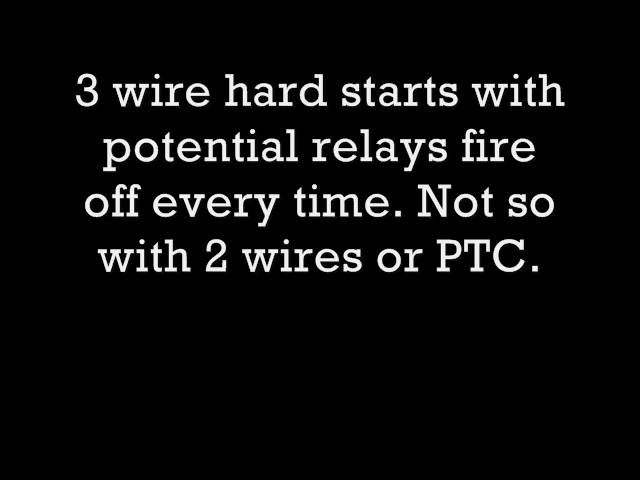 3 wire hard starts with
potential relays fire
off every time. Not so
with 2 wires or PTC.